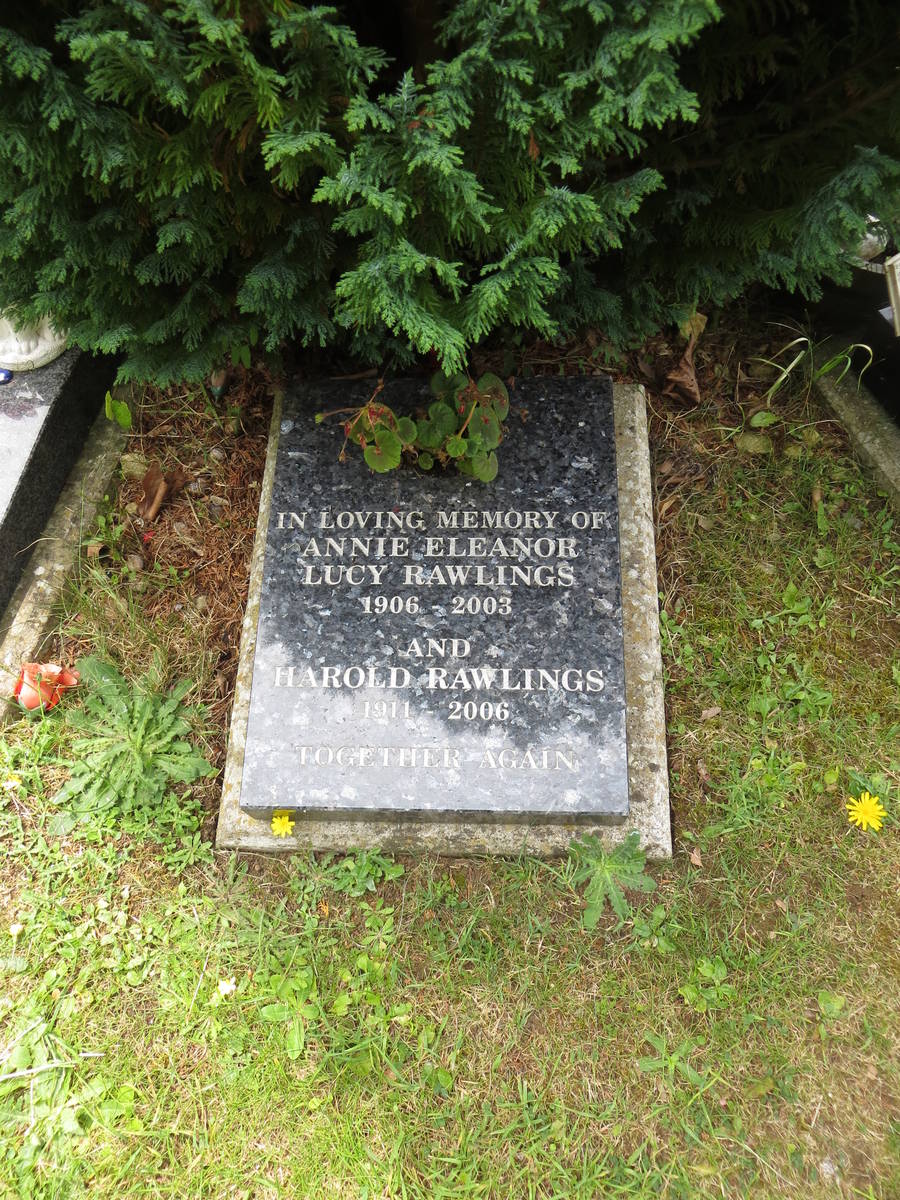 IN LOVING MEMORY OF
ANNIE ELEANOR
LUCY RAWLINGS
1906 - 2003
AND
HAROLD RAWLINGS
1911 - 2006
TOGETHER AGAIN